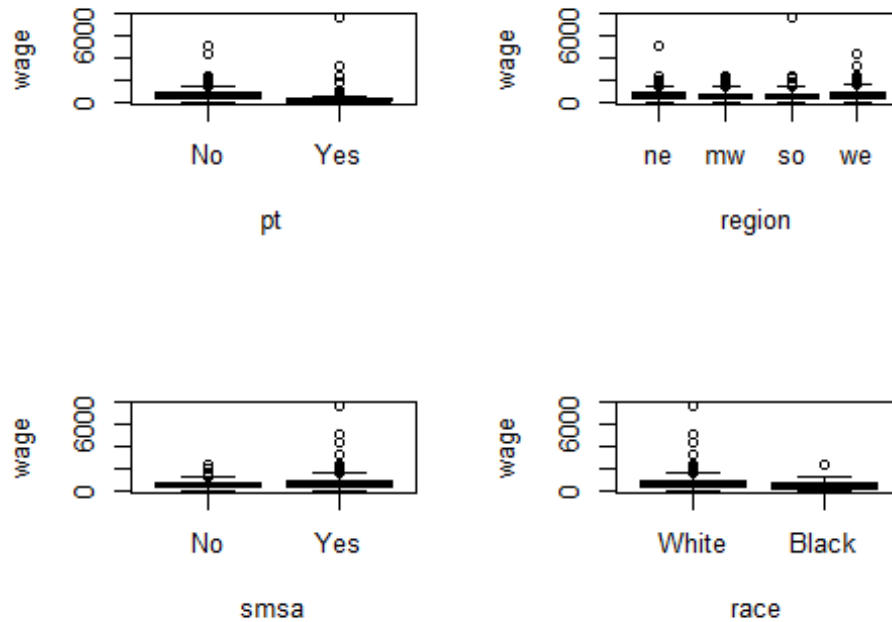 wage
6000
0
No Yes
pt
wage
6000
0
ne mw so we
region
wage
6000
0
No Yes
smsa
wage
6000
0
White Black
race